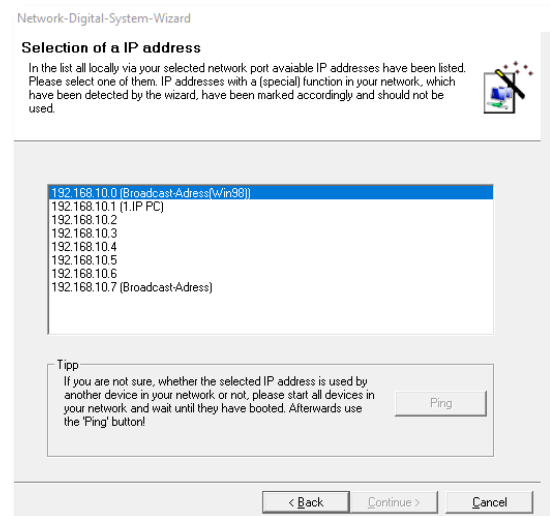 Network-Digital-System-Wizard
Selection of a IP address
In the list all locally via your selected network port avaiable IP addresses have been listed.
Please select one of them. IP addresses with a (special) function in your network, which
have been detected by the wizard, have been marked accordingly and should not be
used.
192.168.10.0 (Broadcast-Adress(Win98))
192.168.10.1 (1.IP PC)
192.168.10.2
192.168.10.3
192.168.10.4
192.168.10.5
192.168.10.6
192.168.10.7 (Broadcast-Adress)
Tipp
If you are not sure, whether the selected IP address is used by
another device in your network or not, please start all devices in
your network and wait until they have booted. Afterwards use
the 'Ping' button!
Ping
< Back
Continue >
Cancel